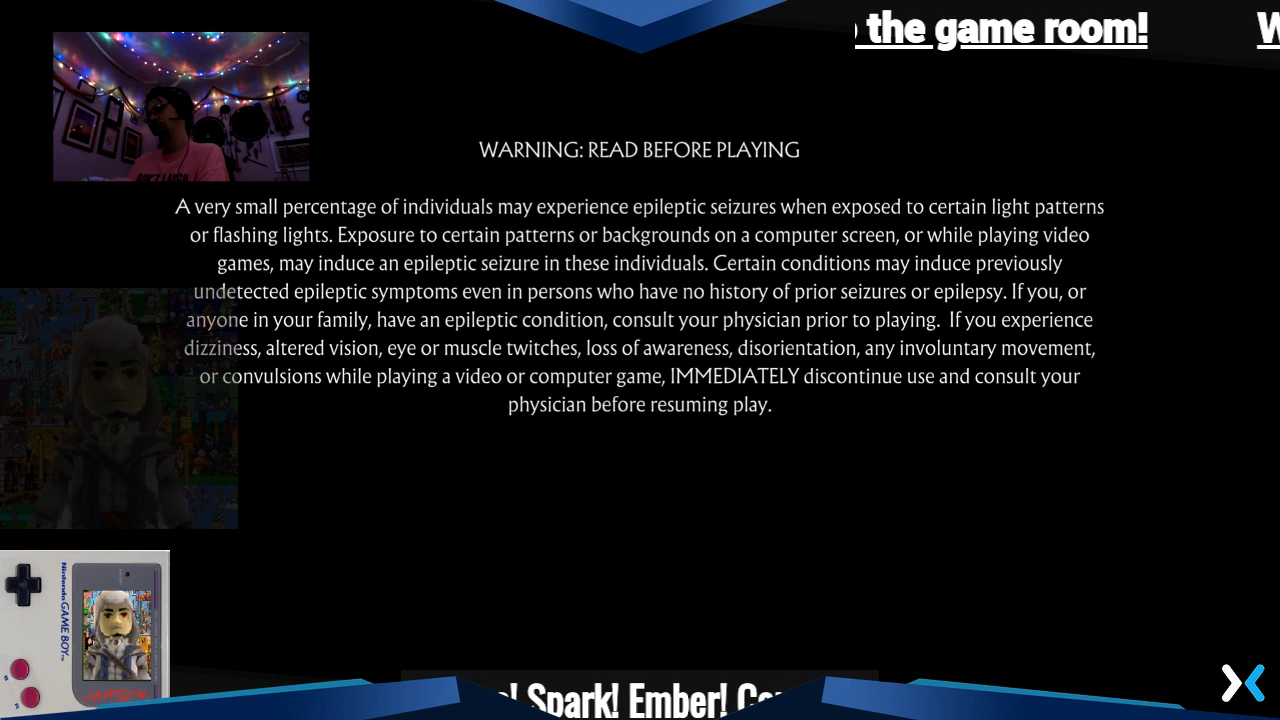 the game room!
WARNING: READ BEFORE PLAYING
A very small percentage of individuals may experience epileptic seizures when exposed to certain light patterns
or flashing lights. Exposure to certain patterns or backgrounds on a computer screen, or while playing video
games, may induce an epileptic seizure in these individuals. Certain conditions may induce previously
undetected epileptic symptoms even in persons who have no history of prior seizures or epilepsy. If you, or
anyone in your family, have an epileptic condition, consult your physician prior to playing. If you experience
dizziness, altered vision, eye or muscle twitches, loss of awareness, disorientation, any involuntary movement,
or convulsions while playing a video or computer game, IMMEDIATELY discontinue use and consult your
physician before resuming play.
Nintendo GAME BOY™
Spark! Ember!